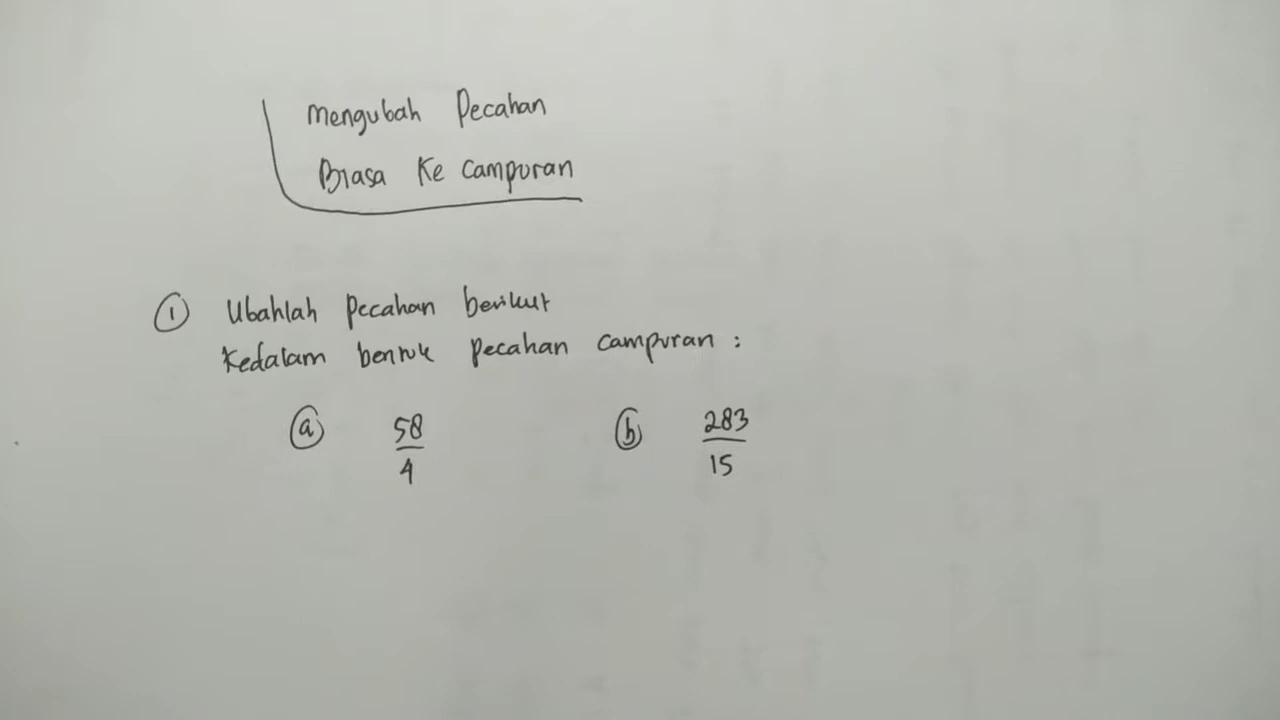 Mengubah Pecahan
Biasa Ke Campuran
① Ubahlah pecahan berikut
Kedalam bentuk pecahan campuran :
ⓐ 58/4 ⓑ 283/15